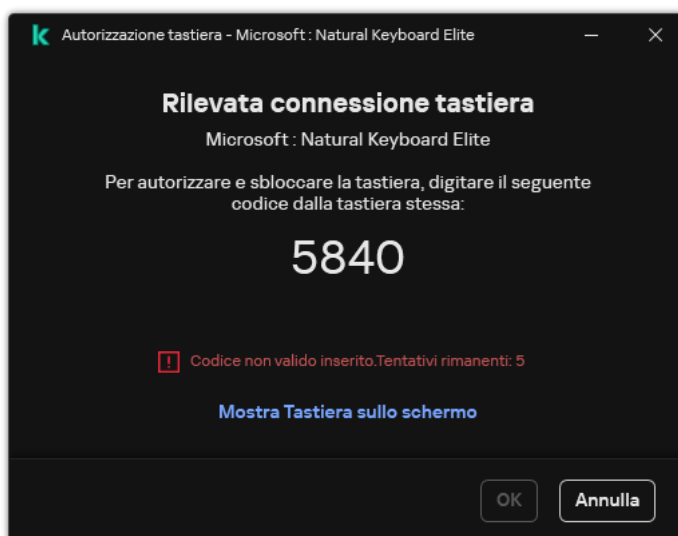 Autorizzazione tastiera - Microsoft : Natural Keyboard Elite
Rilevata connessione tastiera
Microsoft : Natural Keyboard Elite
Per autorizzare e sbloccare la tastiera, digitare il seguente
codice dalla tastiera stessa:
5840
Codice non valido inserito.Tentativi rimanenti: 5
Mostra Tastiera sullo schermo
OK
Annulla